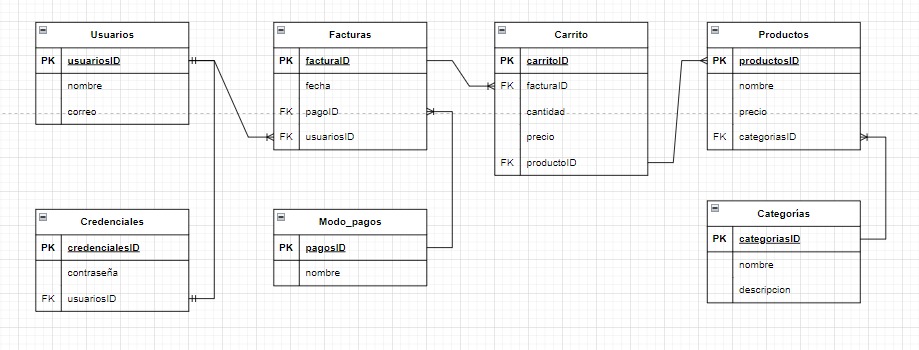 Usuarios
PK usuariosID
nombre
correo
Facturas
PK facturaID
fecha
FK pagoID
FK usuariosID
Carrito
PK carritoID
FK facturaID
cantidad
precio
FK productoID
Productos
PK productosID
nombre
precio
FK categoriasID
Credenciales
PK credencialesID
contraseña
FK usuariosID
Modo_pagos
PK pagosID
nombre
Categorías
PK categoriasID
nombre
descripcion